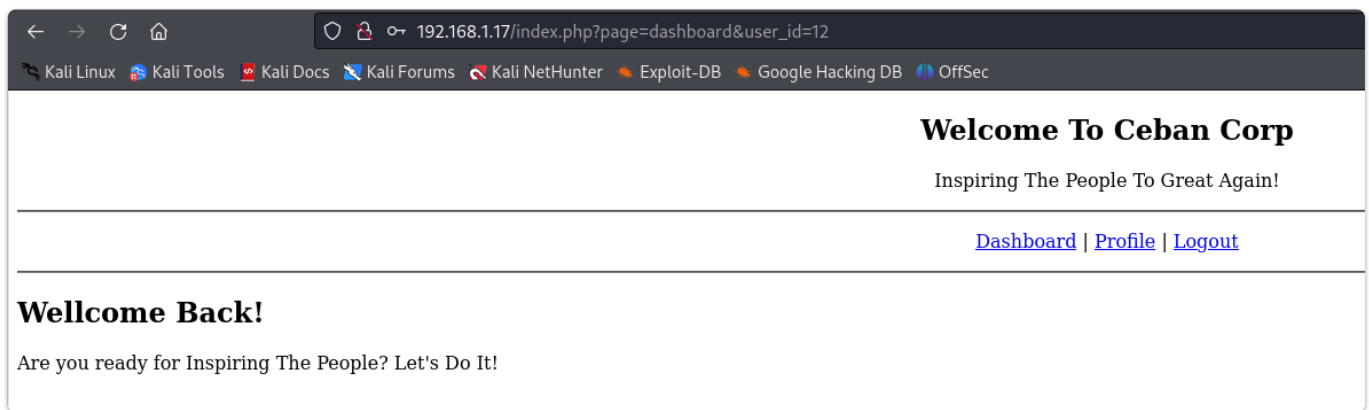 192.168.1.17/index.php?page=dashboard&user_id=12
Kali Linux Kali Tools Kali Docs Kali Forums Kali NetHunter Exploit-DB Google Hacking DB OffSec
Welcome To Ceban Corp
Inspiring The People To Great Again!
Dashboard | Profile | Logout
Wellcome Back!
Are you ready for Inspiring The People? Let's Do It!